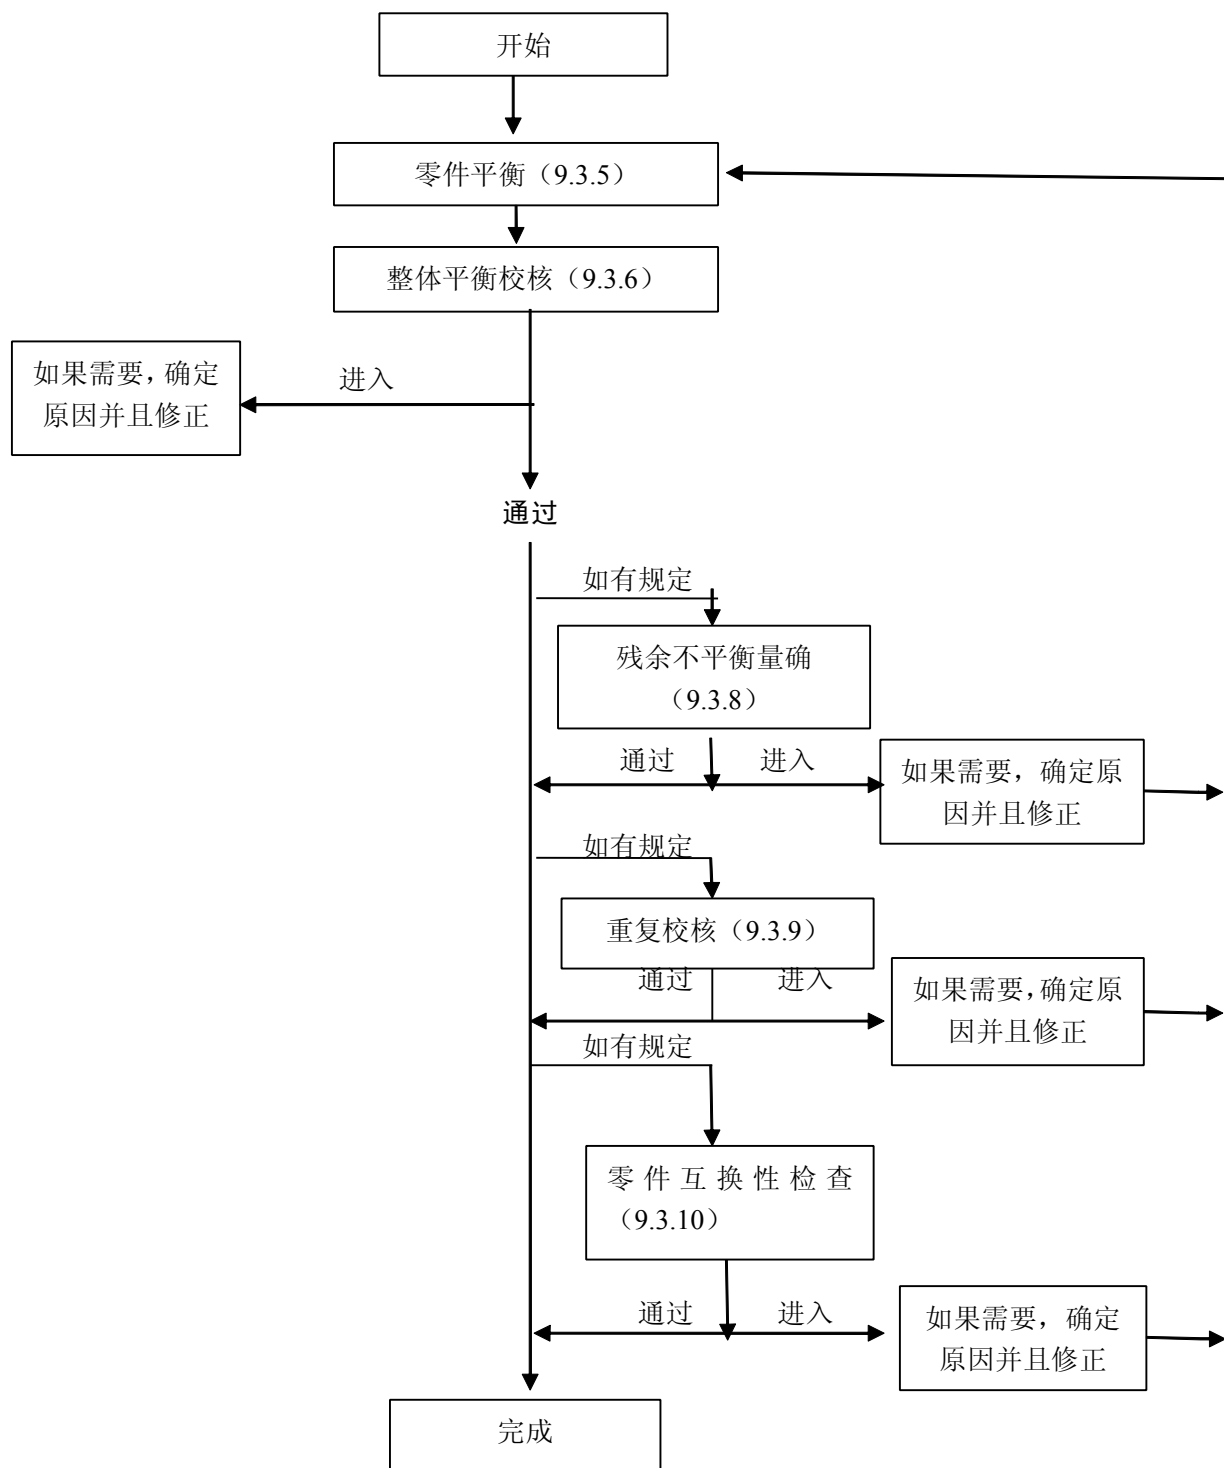 开始
零件平衡（9.3.5）
整体平衡校核（9.3.6）
如果需要，确定
原因并且修正
进入
通过
如有规定
残余不平衡量确
（9.3.8）
通过
进入
如果需要，确定原
因并且修正
如有规定
重复校核（9.3.9）
通过
进入
如果需要，确定原
因并且修正
如有规定
零件互换性检查
（9.3.10）
通过
进入
如果需要，确定
原因并且修正
完成